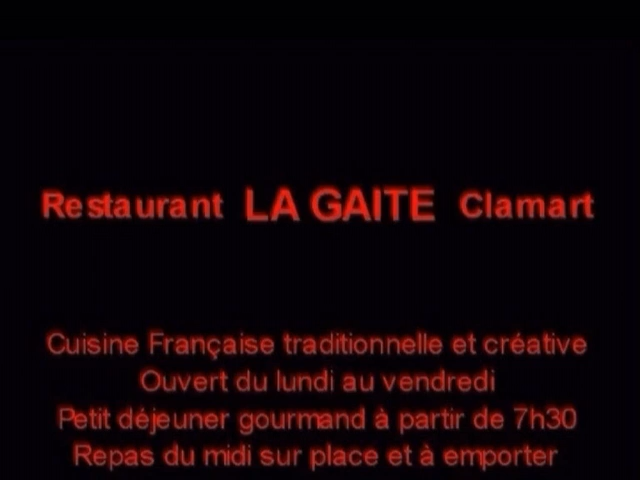 Restaurant LA GAITE Clamart
Cuisine Française traditionnelle et créative
Ouvert du lundi au vendredi
Petit déjeuner gourmand à partir de 7h30
Repas du midi sur place et à emporter